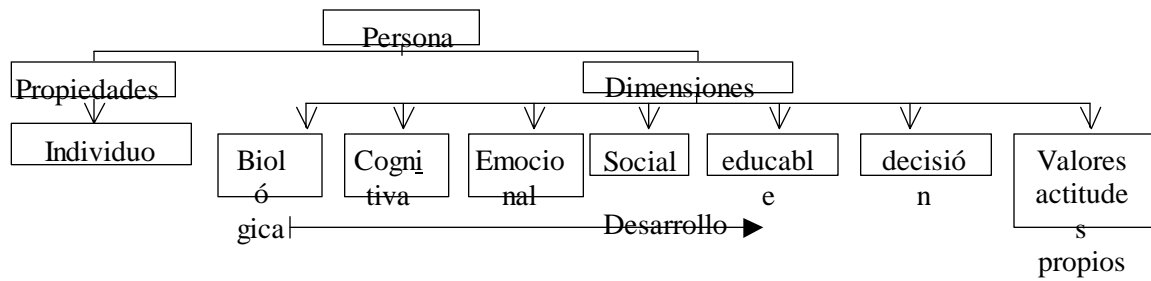 Persona
Propiedades
Dimensiones
Individuo
Biol
ó
gica
Cogni
tiva
Emocio
nal
Social
educabl
e
decisió
n
Valores
actitude
s
propios
Desarrollo